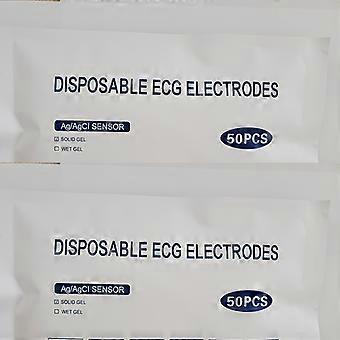 DISPOSABLE ECG ELECTRODES
Ag/AgCl SENSOR
SOLID GEL
50PCS
WET GEL
DISPOSABLE ECG ELECTRODES
Ag/AgCl SENSOR
SOLID GEL
50PCS
WET GEL